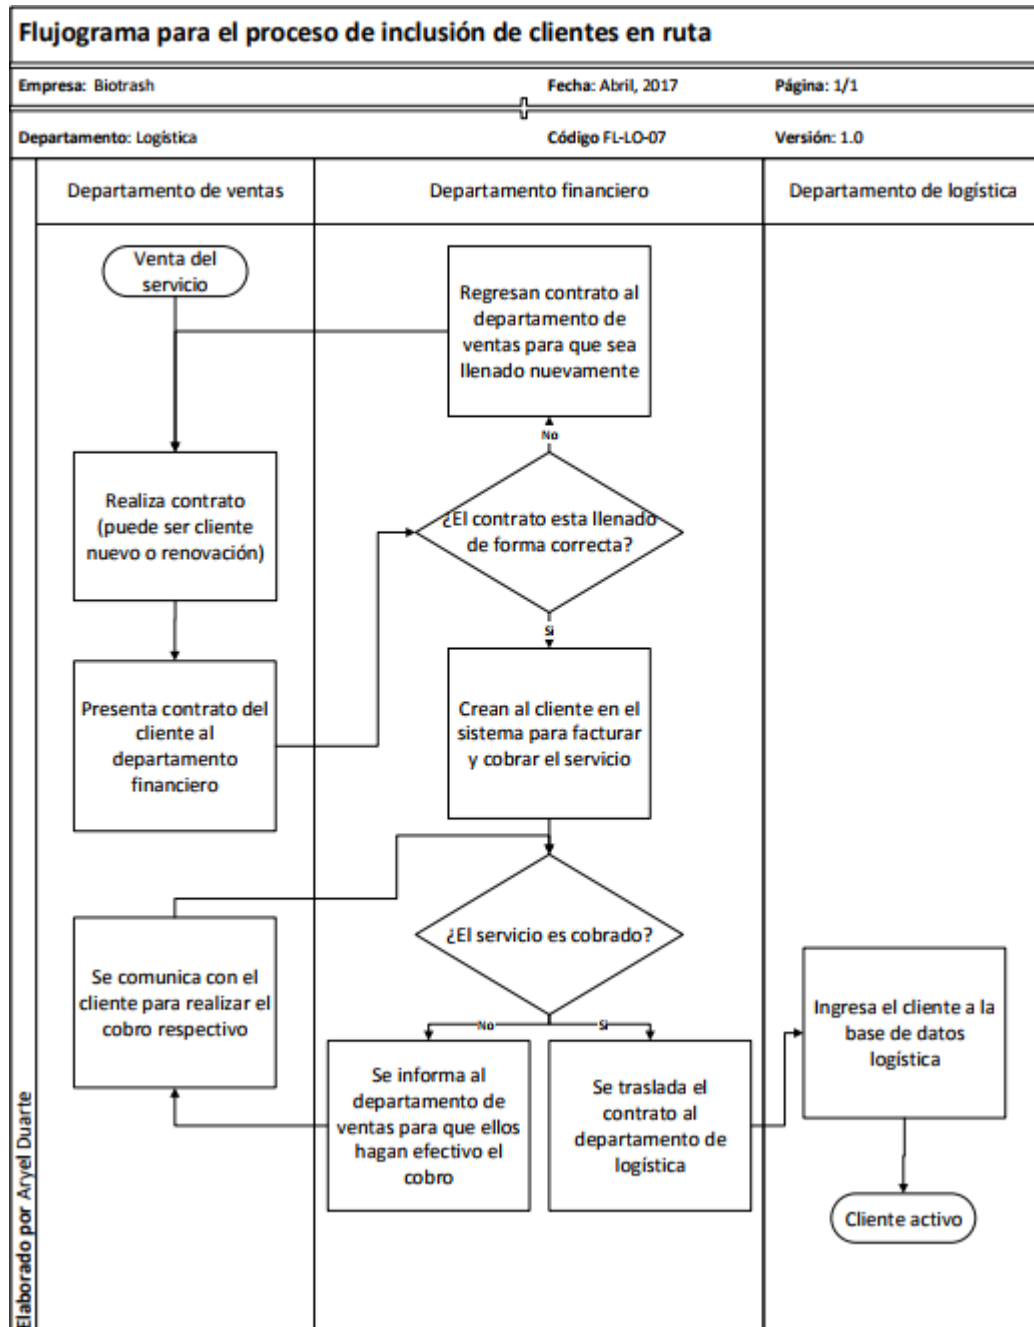 Flujograma para el proceso de inclusión de clientes en ruta
Empresa: Biotrash
Fecha: Abril, 2017
Página: 1/1
Departamento: Logística
Código FL-LO-07
Versión: 1.0
Departamento de ventas
Departamento financiero
Departamento de logística
Venta del
servicio
Regresan contrato al
departamento de
ventas para que sea
llenado nuevamente
No
Realiza contrato
(puede ser cliente
nuevo o renovación)
¿El contrato esta llenado
de forma correcta?
Si
Presenta contrato del
cliente al
departamento
financiero
Crean al cliente en el
sistema para facturar
y cobrar el servicio
¿El servicio es cobrado?
Se comunica con el
cliente para realizar el
cobro respectivo
No
Si
Se informa al
departamento de
ventas para que ellos
hagan efectivo el
cobro
Se traslada el
contrato al
departamento de
logística
Ingresa el cliente a la
base de datos
logística
Cliente activo
Elaborado por Aryel Duarte